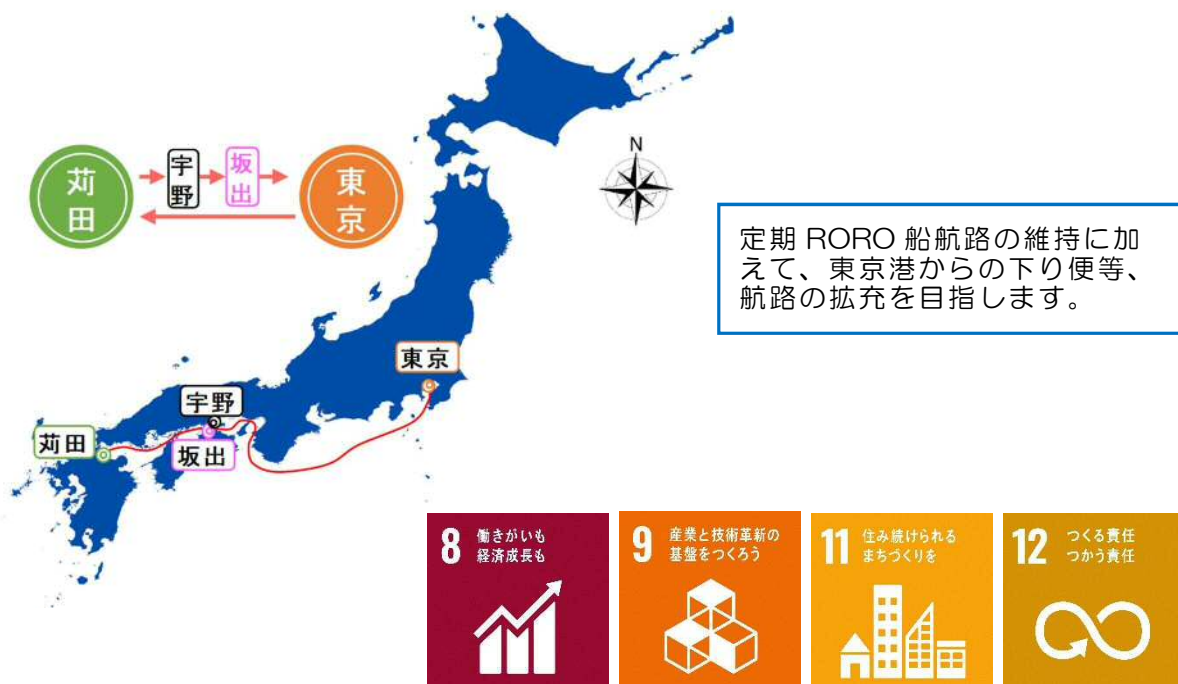 苅田
宇野
坂出
東京
N
定期 RORO 船航路の維持に加
えて、東京港からの下り便等、
航路の拡充を目指します。
東京
宇野
苅田
坂出
8 働きがいも
経済成長も
9 産業と技術革新の
基盤をつくろう
11 住み続けられる
まちづくりを
12 つくる責任
つかう責任